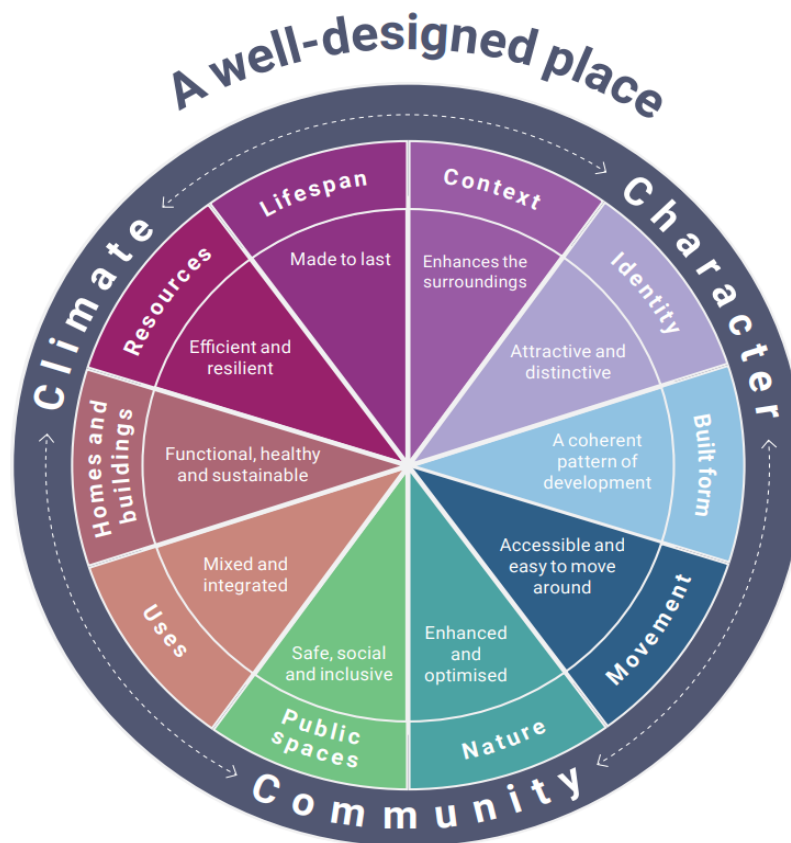 A well-designed place
Climate
Character
Community
Context
Enhances the
surroundings
Identity
Attractive and
distinctive
Built form
A coherent
pattern of
development
Movement
Accessible and
easy to move
around
Nature
Enhanced
and
optimised
Public
spaces
Safe, social
and inclusive
Uses
Mixed and
integrated
Homes and
buildings
Functional, healthy
and sustainable
Resources
Efficient and
resilient
Lifespan
Made to last